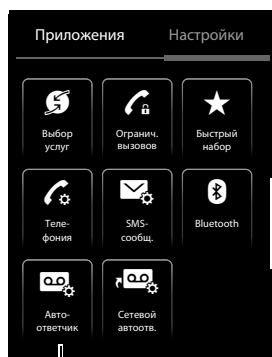 Приложения Настройки
Выбор Огранич. Быстрый
услуг вызовов набор
Теле- SMS- Bluetooth
фония сообщ.
Авто- Сетевой
ответчик автоотв.